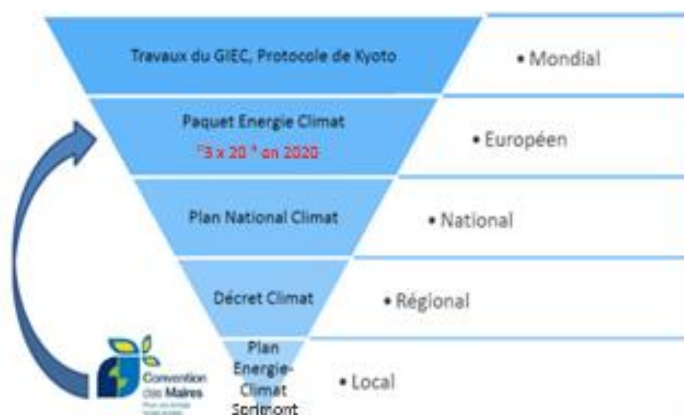 Travaux du GIEC, Protocole de Kyoto
• Mondial
Paquet Energie Climat
"3 x 20 " en 2020
• Européen
Plan National Climat
• National
Décret Climat
• Régional
Plan
Energie-
Climat
Sprimont
• Local
Convention
des Maires